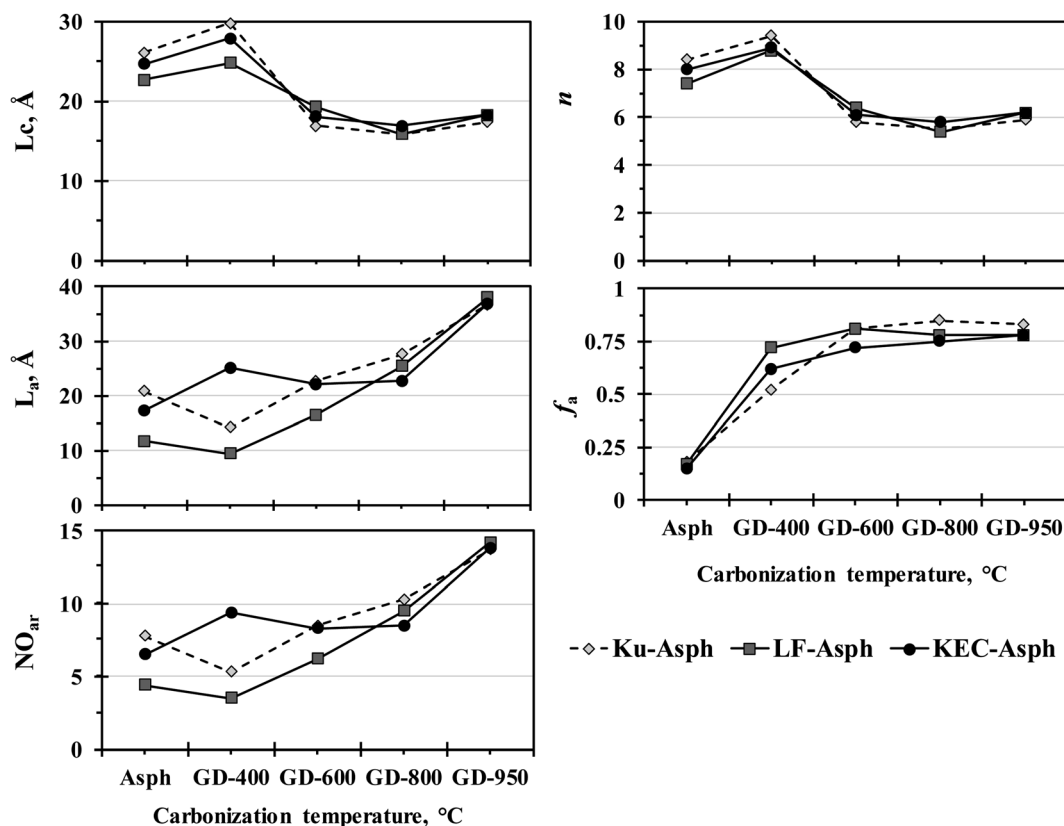 30
20
10
0
Lc, Å
10
8
6
4
2
0
n
40
30
20
10
0
La, Å
1
0.75
0.5
0.25
0
fa
Asph GD-400 GD-600 GD-800 GD-950
Carbonization temperature, °C
15
10
5
0
NOar
Asph GD-400 GD-600 GD-800 GD-950
Carbonization temperature, °C
Ku-Asph LF-Asph KEC-Asph